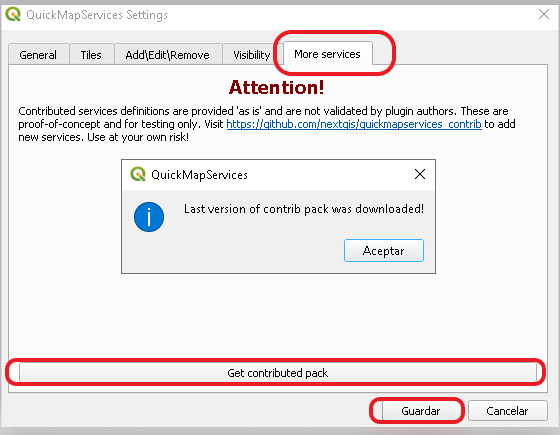 QuickMapServices Settings
General Tiles Add\Edit\Remove Visibility More services
Attention!
Contributed services definitions are provided 'as is' and are not validated by plugin authors. These are
proof-of-concept and for testing only. Visit https://github.com/nextgis/quickmapservices_contrib to add
new services. Use at your own risk!
QuickMapServices
Last version of contrib pack was downloaded!
Aceptar
Get contributed pack
Guardar Cancelar